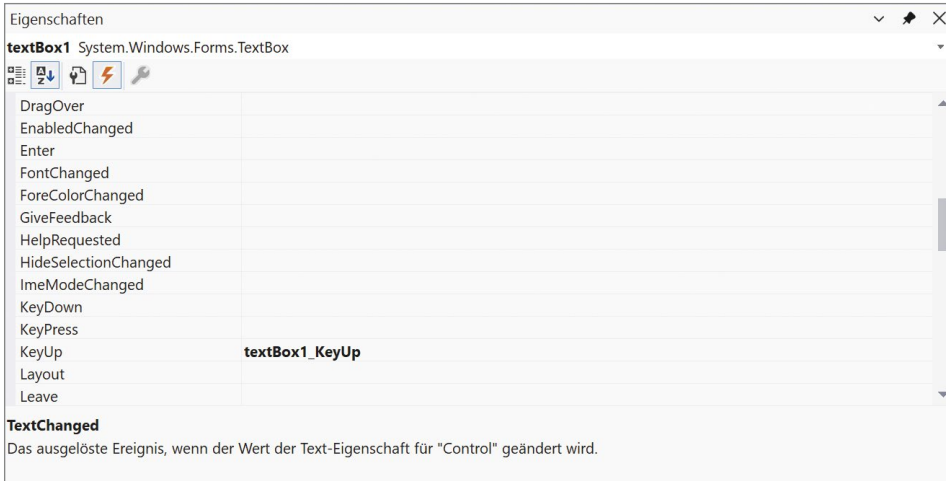 Eigenschaften
textBox1 System.Windows.Forms.TextBox
DragOver
EnabledChanged
Enter
FontChanged
ForeColorChanged
GiveFeedback
HelpRequested
HideSelectionChanged
ImeModeChanged
KeyDown
KeyPress
KeyUp textBox1_KeyUp
Layout
Leave
TextChanged
Das ausgelöste Ereignis, wenn der Wert der Text-Eigenschaft für "Control" geändert wird.